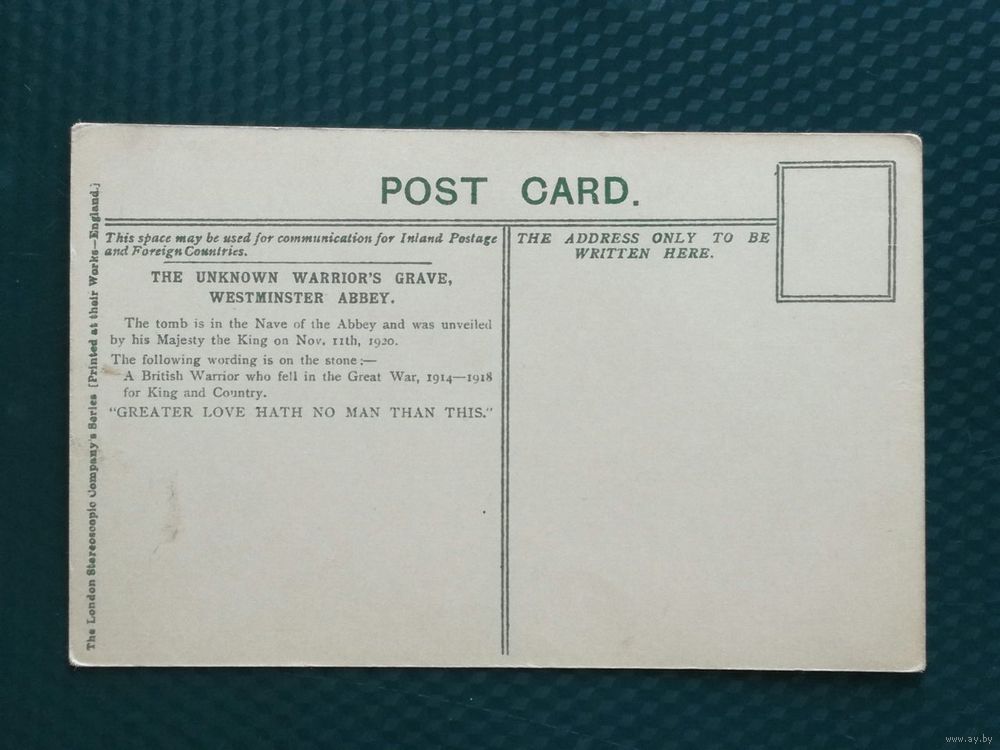 POST CARD.
This space may be used for communication for Inland Postage
and Foreign Countries.
THE UNKNOWN WARRIOR'S GRAVE,
WESTMINSTER ABBEY.
The tomb is in the Nave of the Abbey and was unveiled
by his Majesty the King on Nov. 11th, 1920.
The following wording is on the stone:—
A British Warrior who fell in the Great War, 1914—1918
for King and Country.
"GREATER LOVE HATH NO MAN THAN THIS."
THE ADDRESS ONLY TO BE
WRITTEN HERE.
The London Stereoscopic Company's Series [Printed at their Works—England.]
www.ay.by